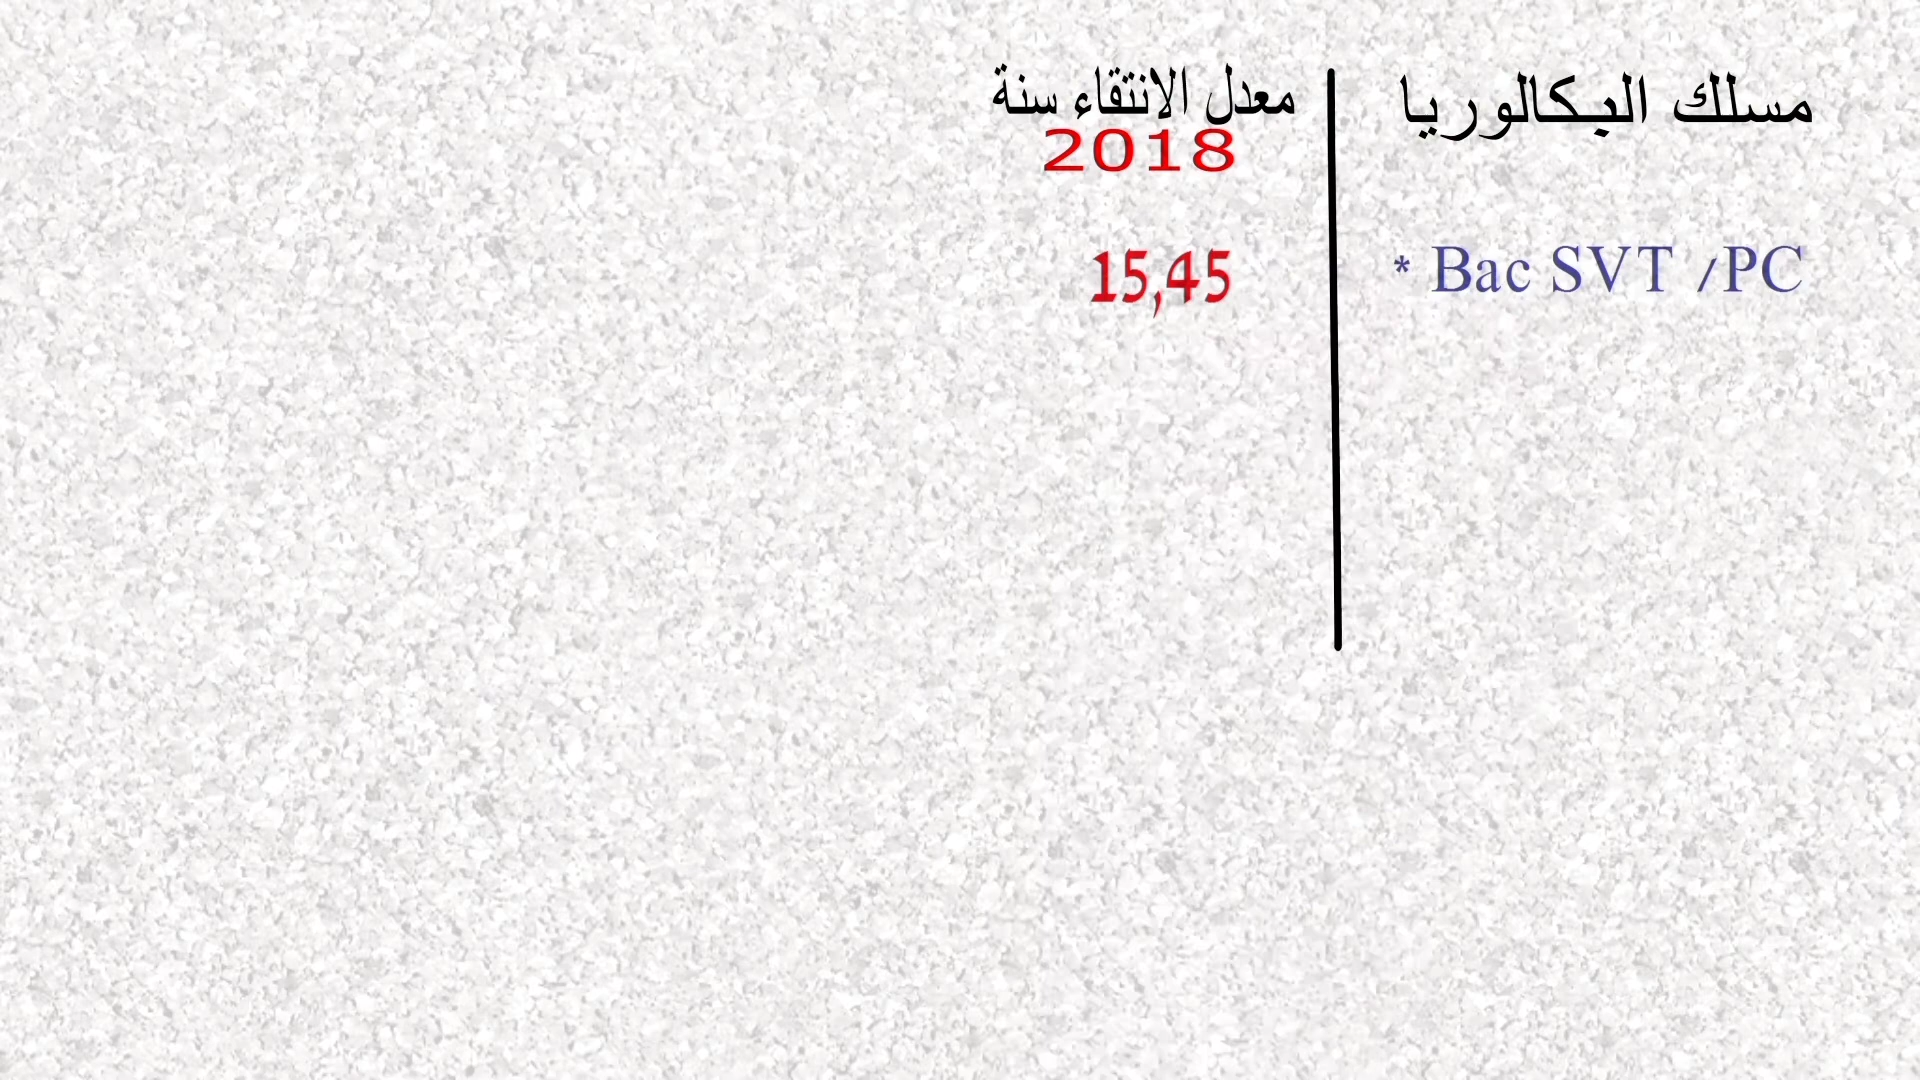 مسلك البكالوريا
معدل الانتقاء سنة
2018
* Bac SVT /PC
15,45